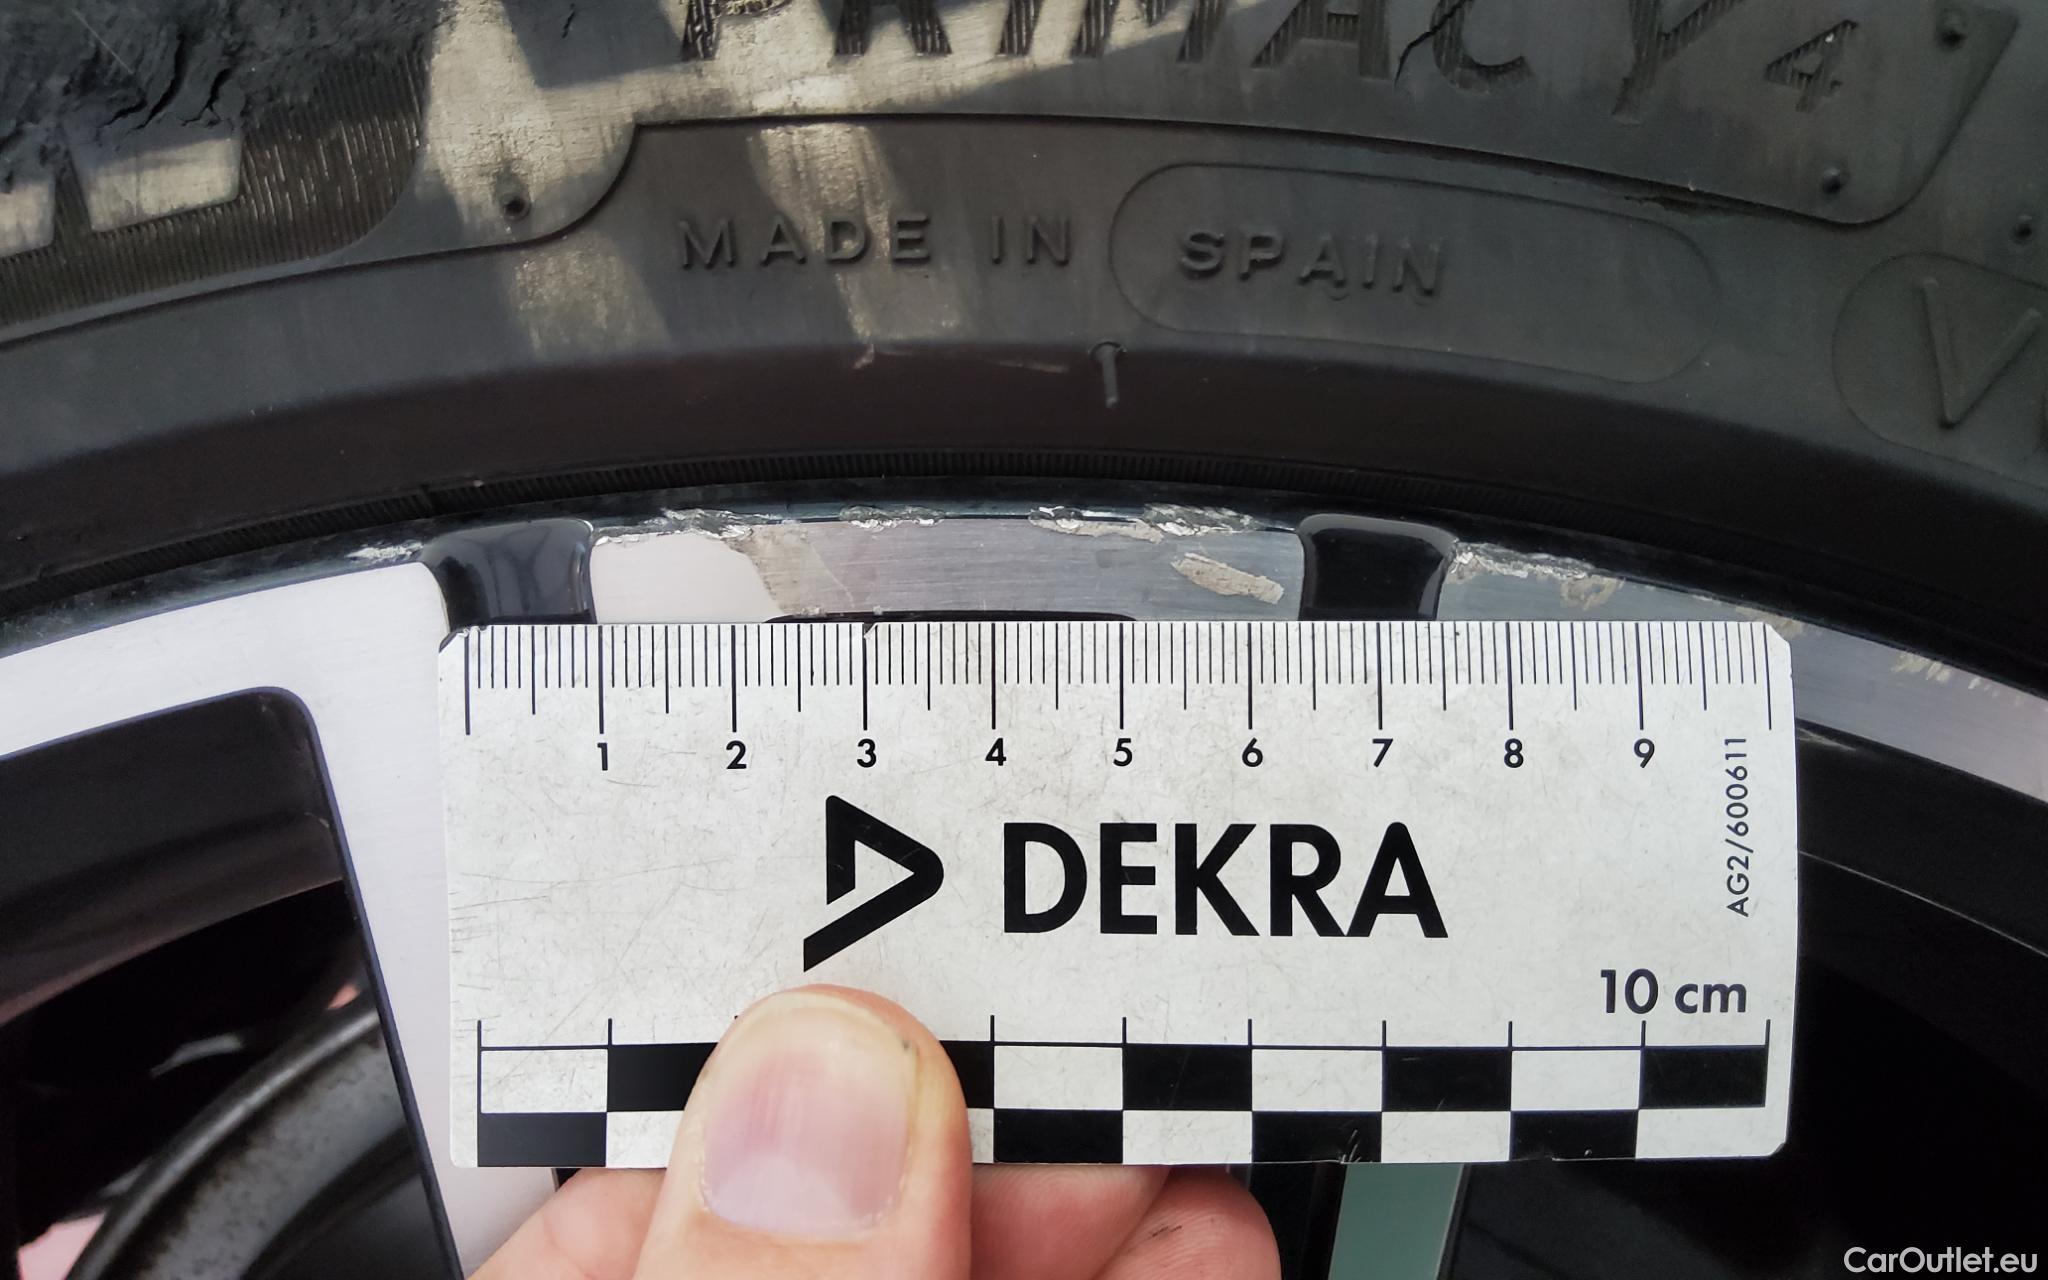 PRIMACY 4
MADE IN SPAIN
1 2 3 4 5 6 7 8 9
AG2/600611
DEKRA
10 cm
CarOutlet.eu